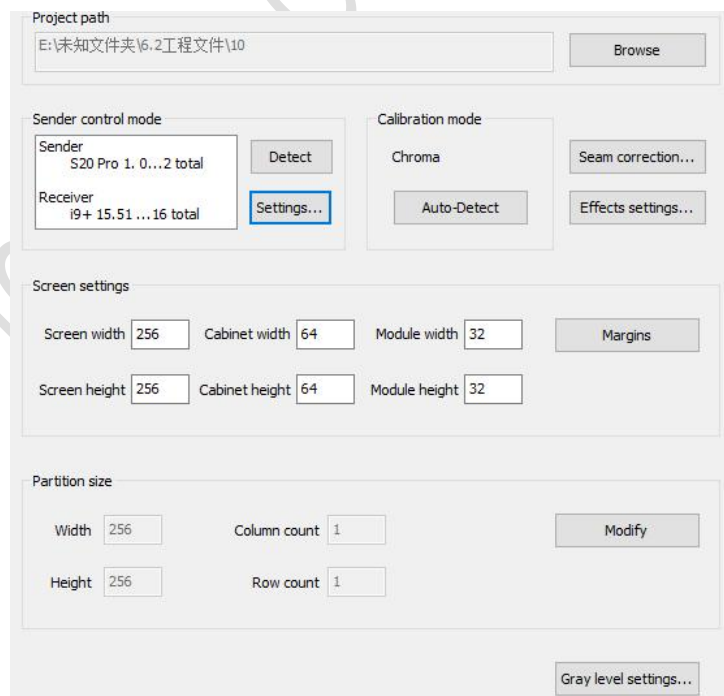 Project path
E:\未知文件夹\6.2工程文件\10
Browse
Sender control mode
Sender
S20 Pro 1. 0...2 total
Receiver
i9+ 15.51 ...16 total
Detect
Settings...
Calibration mode
Chroma
Auto-Detect
Seam correction...
Effects settings...
Screen settings
Screen width 256 Cabinet width 64 Module width 32 Margins
Screen height 256 Cabinet height 64 Module height 32
Partition size
Width 256 Column count 1 Modify
Height 256 Row count 1
Gray level settings...